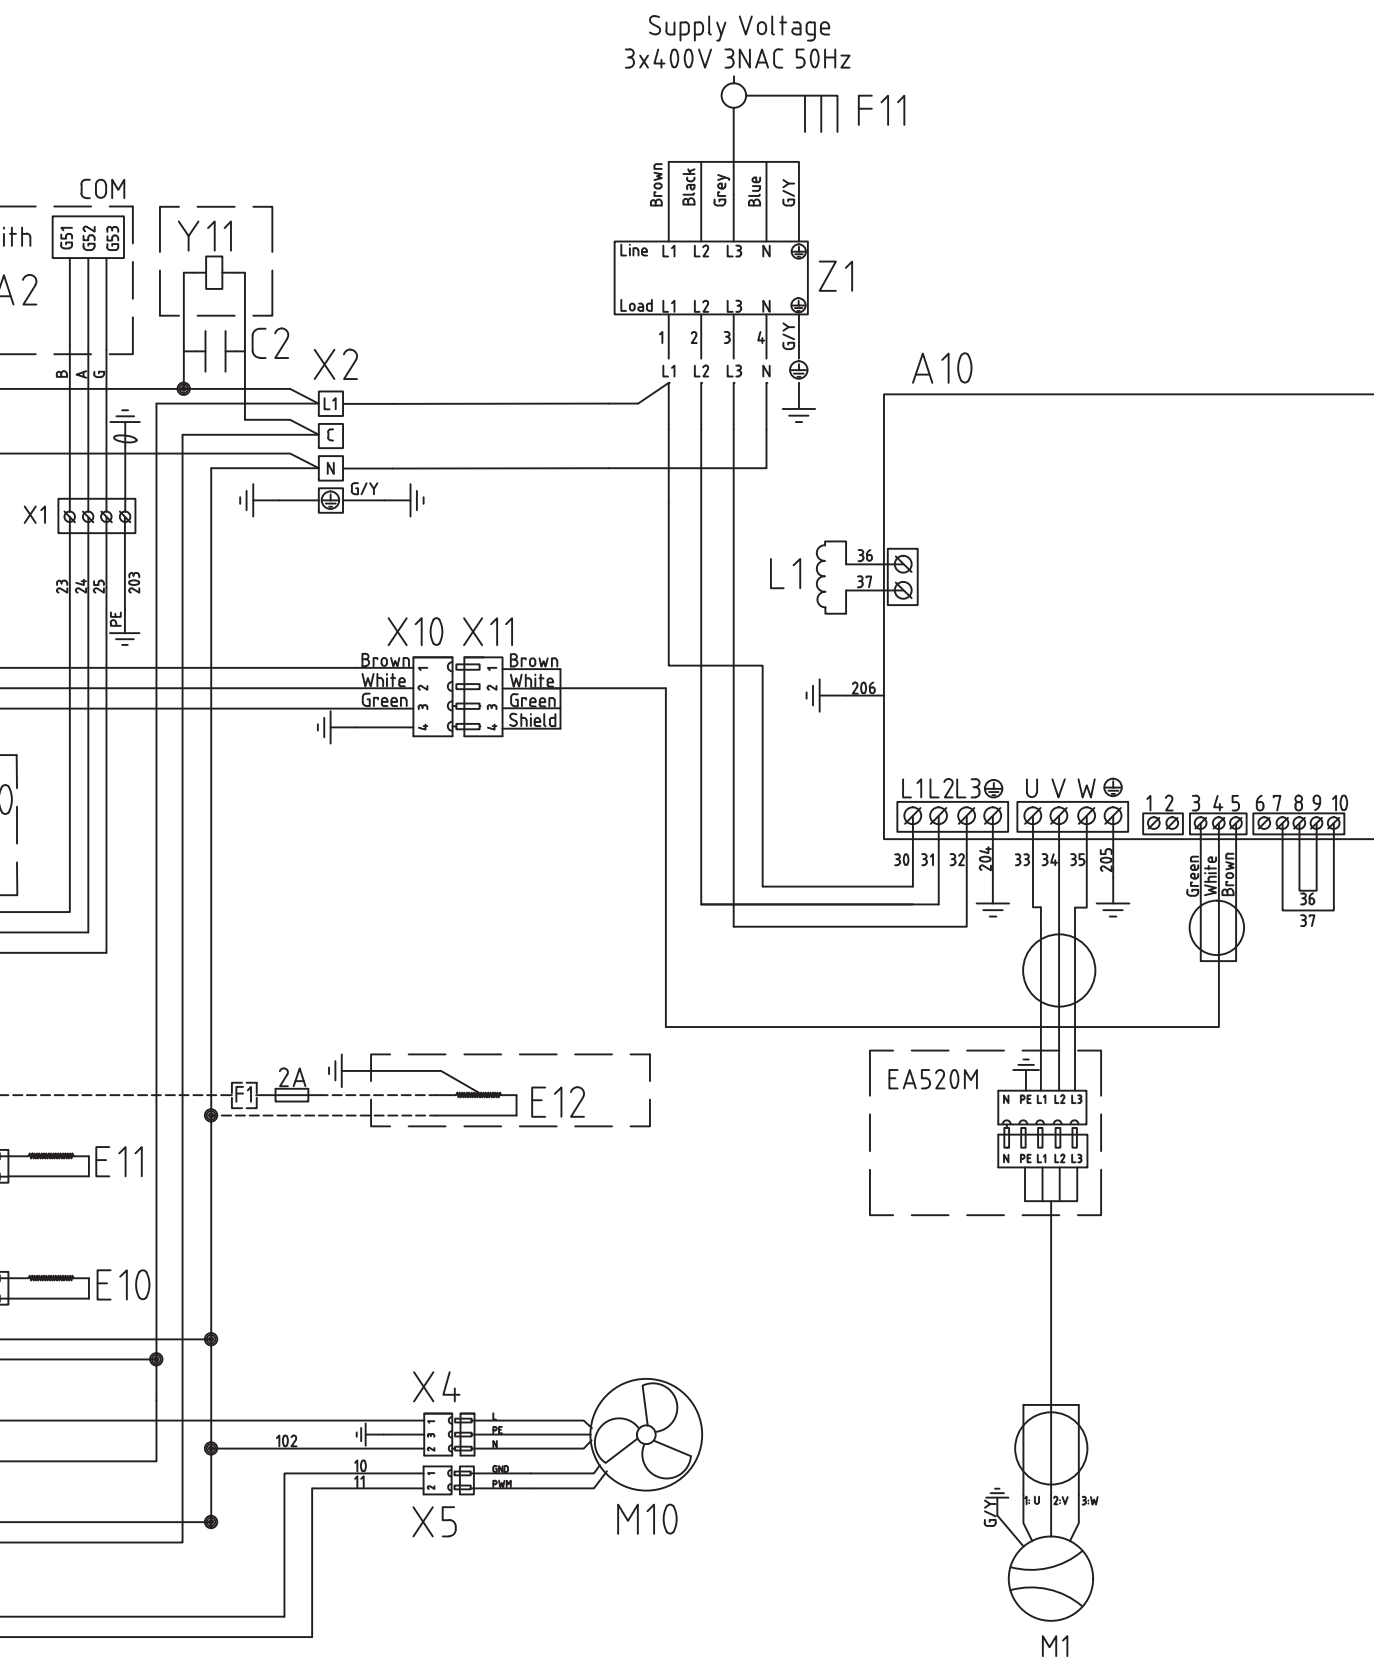 Supply Voltage
3x400V 3NAC 50Hz
F11
Brown
Black
Grey
Blue
G/Y
Line L1 L2 L3 N
Z1
Load L1 L2 L3 N
1 2 3 4 G/Y
L1 L2 L3 N
COM
ith
G51 G52 G53
A2
Y11
C2
B A G
X2
L1
C
N
G/Y
X1
23 24 25 PE 203
A10
L1
36
37
206
X10 X11
Brown 1 1 Brown
White 2 2 White
Green 3 3 Green
4 4 Shield
0
L1 L2 L3
U V W
1 2 3 4 5 6 7 8 9 10
30 31 32 204
33 34 35 205
Green
White
Brown
36
37
F1
2A
E12
E11
E10
EA520M
N PE L1 L2 L3
N PE L1 L2 L3
X4
1 L
3 PE
102 2 N
10 1 GND
11 2 PWM
X5
M10
G/Y
1: U 2:V 3:W
M1